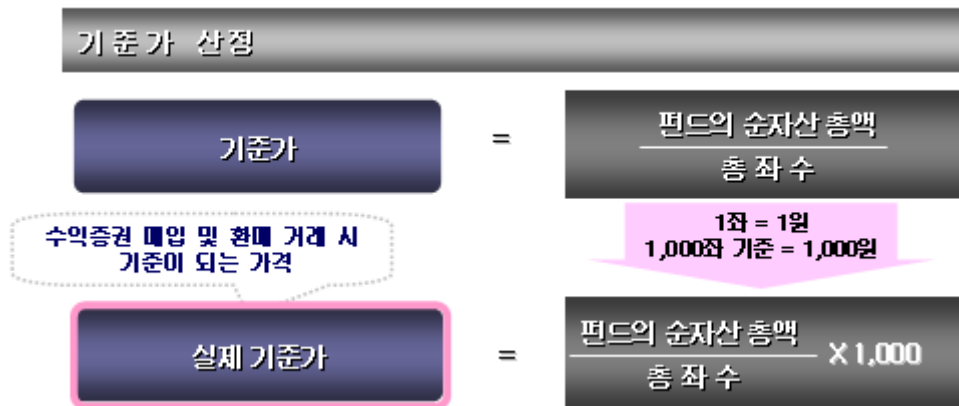 기준가 산정
기준가
=
펀드의 순자산 총액
총 좌 수
수익증권 매입 및 환매 거래 시
기준이 되는 가격
1좌 = 1원
1,000좌 기준 = 1,000원
실제 기준가
=
펀드의 순자산 총액
총 좌 수
X 1,000